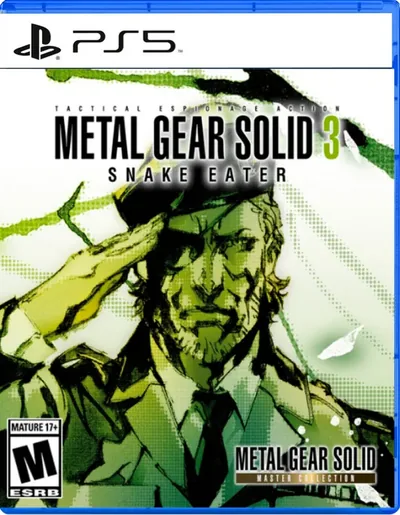 PS5
TACTICAL ESPIONAGE ACTION
METAL GEAR SOLID 3
SNAKE EATER
MATURE 17+
M
ESRB
METAL GEAR SOLID
MASTER COLLECTION